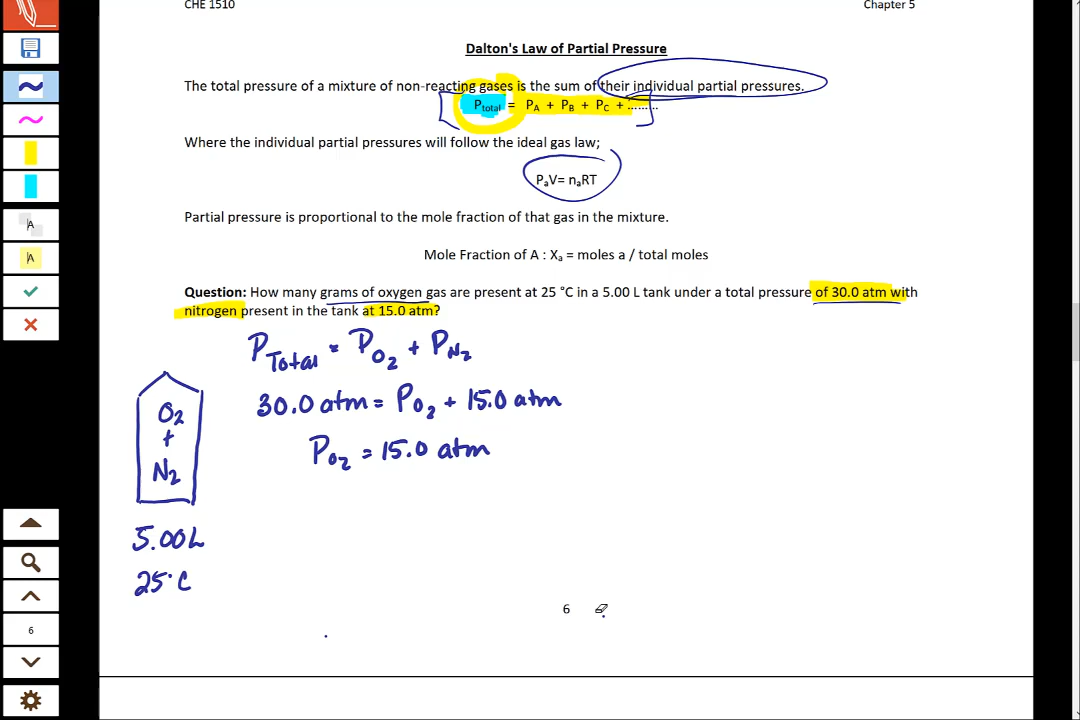 CHE 1510 Chapter 5
Dalton's Law of Partial Pressure
The total pressure of a mixture of non-reacting gases is the sum of their individual partial pressures.
Ptotal = PA + PB + PC + .........
Where the individual partial pressures will follow the ideal gas law;
PaV= naRT
Partial pressure is proportional to the mole fraction of that gas in the mixture.
Mole Fraction of A : Xa = moles a / total moles
Question: How many grams of oxygen gas are present at 25 °C in a 5.00 L tank under a total pressure of 30.0 atm with
nitrogen present in the tank at 15.0 atm?
PTotal = PO2 + PN2
30.0 atm = PO2 + 15.0 atm
PO2 = 15.0 atm
O2
+
N2
5.00L
25°C
6
A
A
6